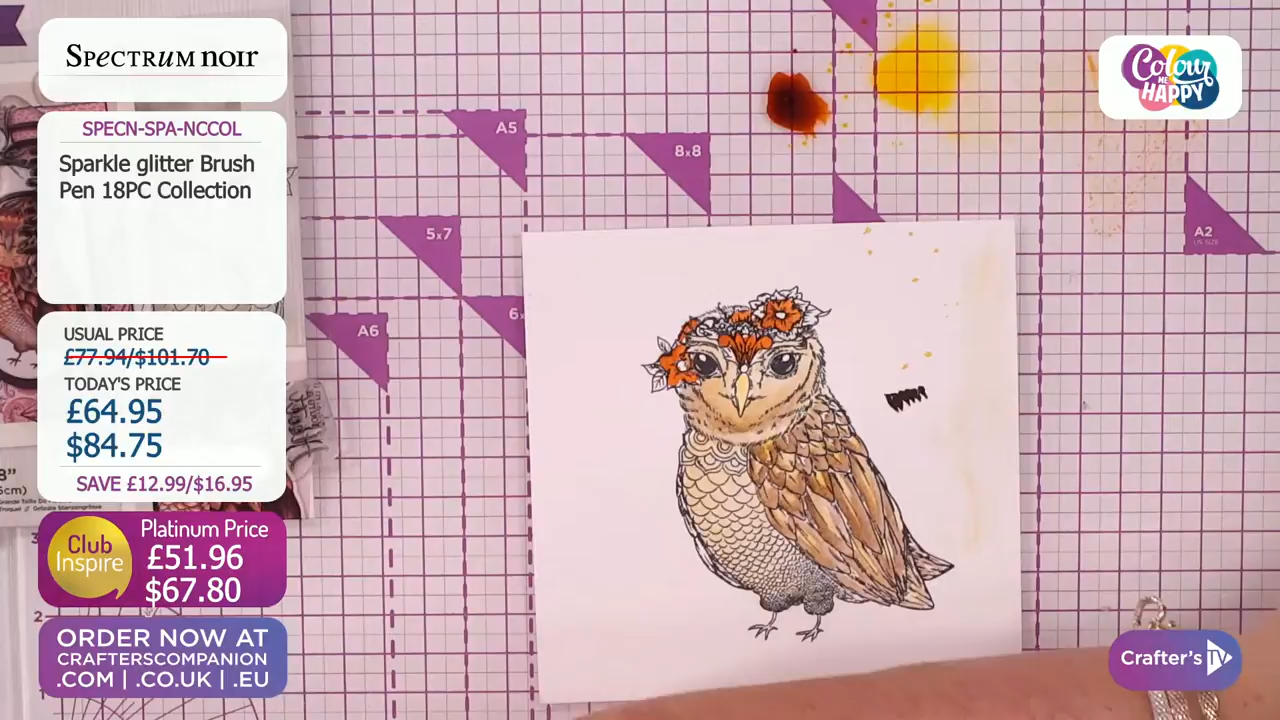 Spectrum noir
SPECN-SPA-NCCOL
Sparkle glitter Brush
Pen 18PC Collection
USUAL PRICE
£77.94/$101.70
TODAY'S PRICE
£64.95
$84.75
SAVE £12.99/$16.95
Club
Inspire
Platinum Price
£51.96
$67.80
ORDER NOW AT
CRAFTERSCOMPANION
.COM | .CO.UK | .EU
Colour
ME
HAPPY
A5
8x8
5x7
A2
A6
Crafter's TV